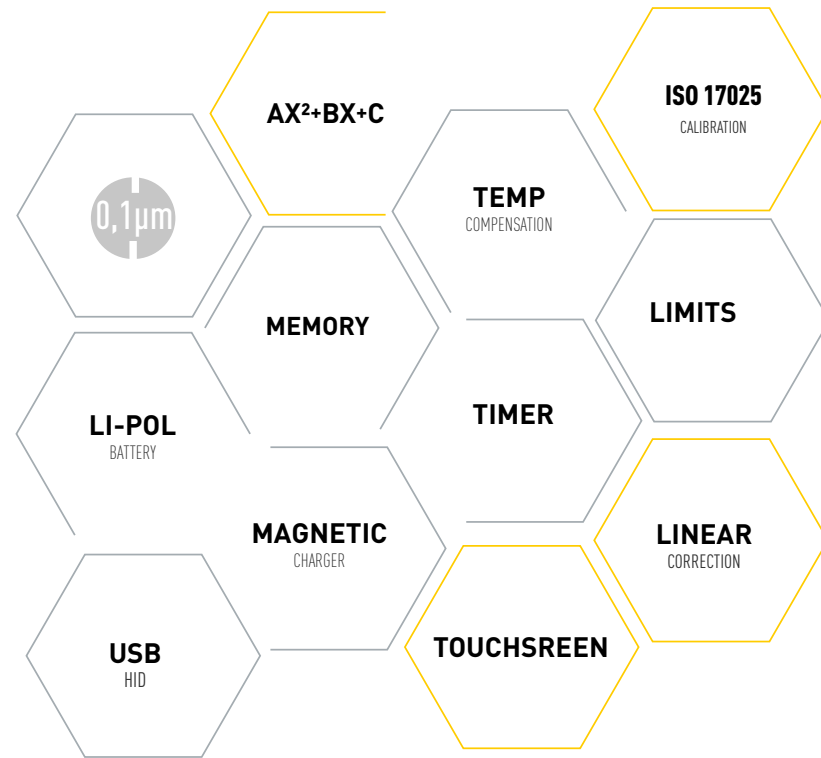 AX²+BX+C
ISO 17025
CALIBRATION
0,1µm
TEMP
COMPENSATION
MEMORY
LIMITS
LI-POL
BATTERY
TIMER
MAGNETIC
CHARGER
LINEAR
CORRECTION
USB
HID
TOUCHSREEN